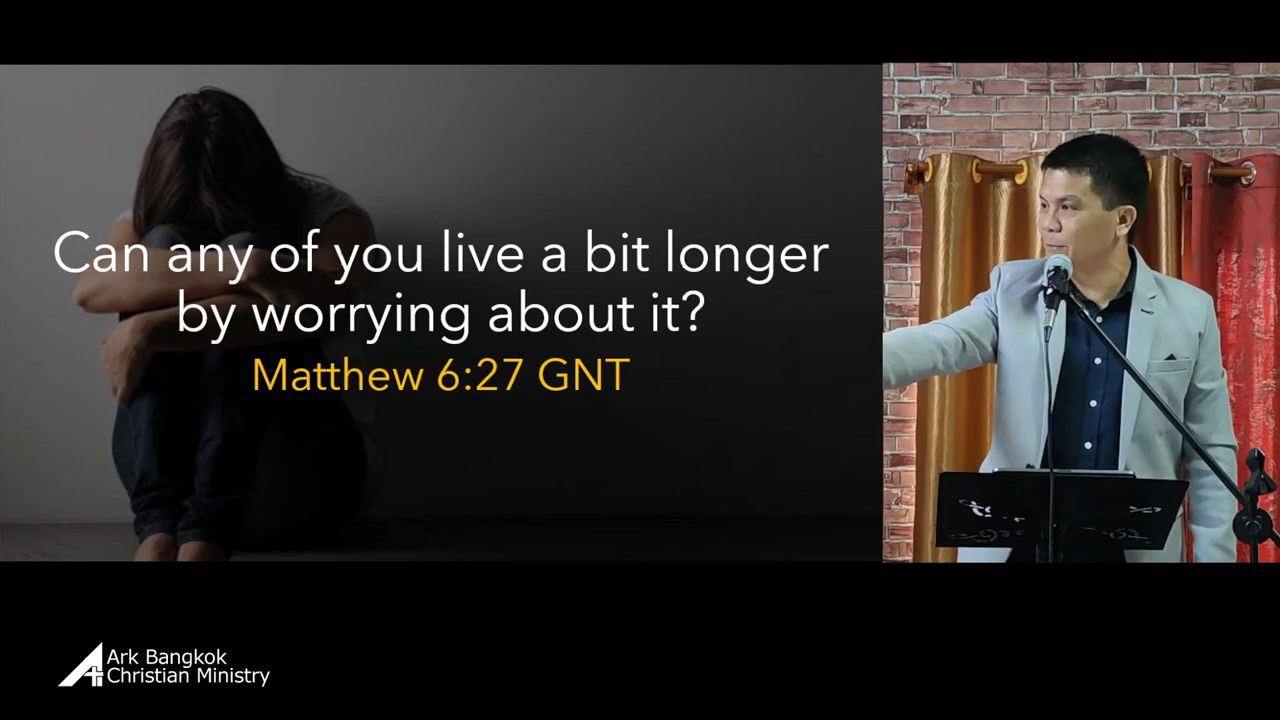 Can any of you live a bit longer
by worrying about it?
Matthew 6:27 GNT
Ark Bangkok
Christian Ministry